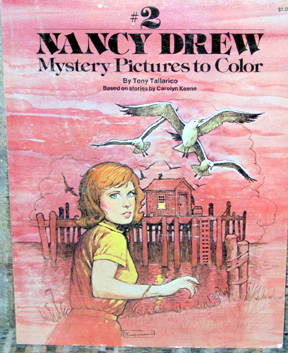 #2
NANCY DREW
Mystery Pictures to Color
By Tony Tallarico
Based on stories by Carolyn Keene